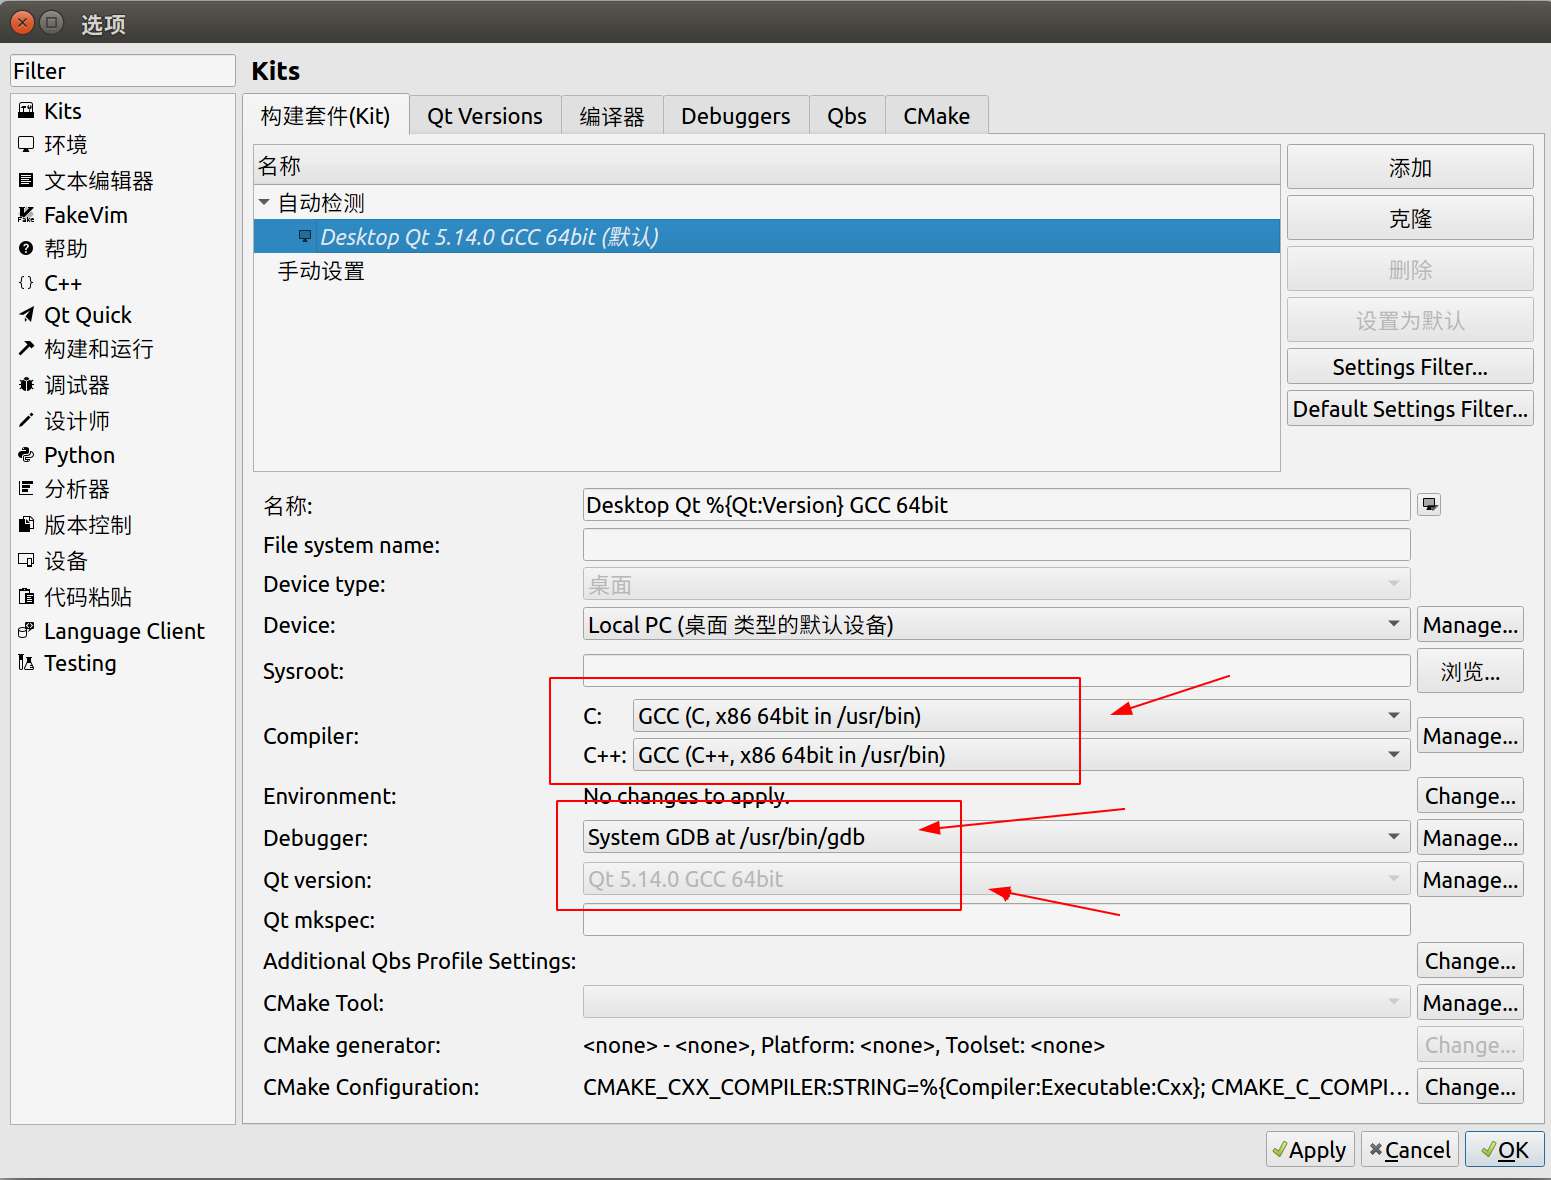 选项
Filter
Kits
Kits
环境
文本编辑器
FakeVim
帮助
C++
Qt Quick
构建和运行
调试器
设计师
Python
分析器
版本控制
设备
代码粘贴
Language Client
Testing
构建套件(Kit) Qt Versions 编译器 Debuggers Qbs CMake
名称
自动检测
Desktop Qt 5.14.0 GCC 64bit (默认)
手动设置
添加
克隆
删除
设置为默认
Settings Filter...
Default Settings Filter...
名称: Desktop Qt %{Qt:Version} GCC 64bit
File system name:
Device type: 桌面
Device: Local PC (桌面 类型的默认设备) Manage...
Sysroot: 浏览...
Compiler: C: GCC (C, x86 64bit in /usr/bin)
C++: GCC (C++, x86 64bit in /usr/bin) Manage...
Environment: No changes to apply. Change...
Debugger: System GDB at /usr/bin/gdb Manage...
Qt version: Qt 5.14.0 GCC 64bit Manage...
Qt mkspec:
Additional Qbs Profile Settings: Change...
CMake Tool: Manage...
CMake generator: <none> - <none>, Platform: <none>, Toolset: <none> Change...
CMake Configuration: CMAKE_CXX_COMPILER:STRING=%{Compiler:Executable:Cxx}; CMAKE_C_COMPI... Change...
Apply Cancel OK